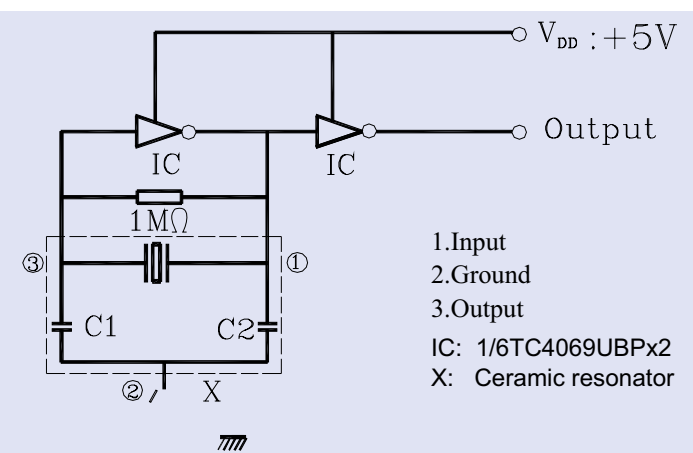 V_DD : +5V
Output
IC
IC
1MΩ
③
①
C1
C2
②
X
1.Input
2.Ground
3.Output
IC: 1/6TC4069UBPx2
X: Ceramic resonator